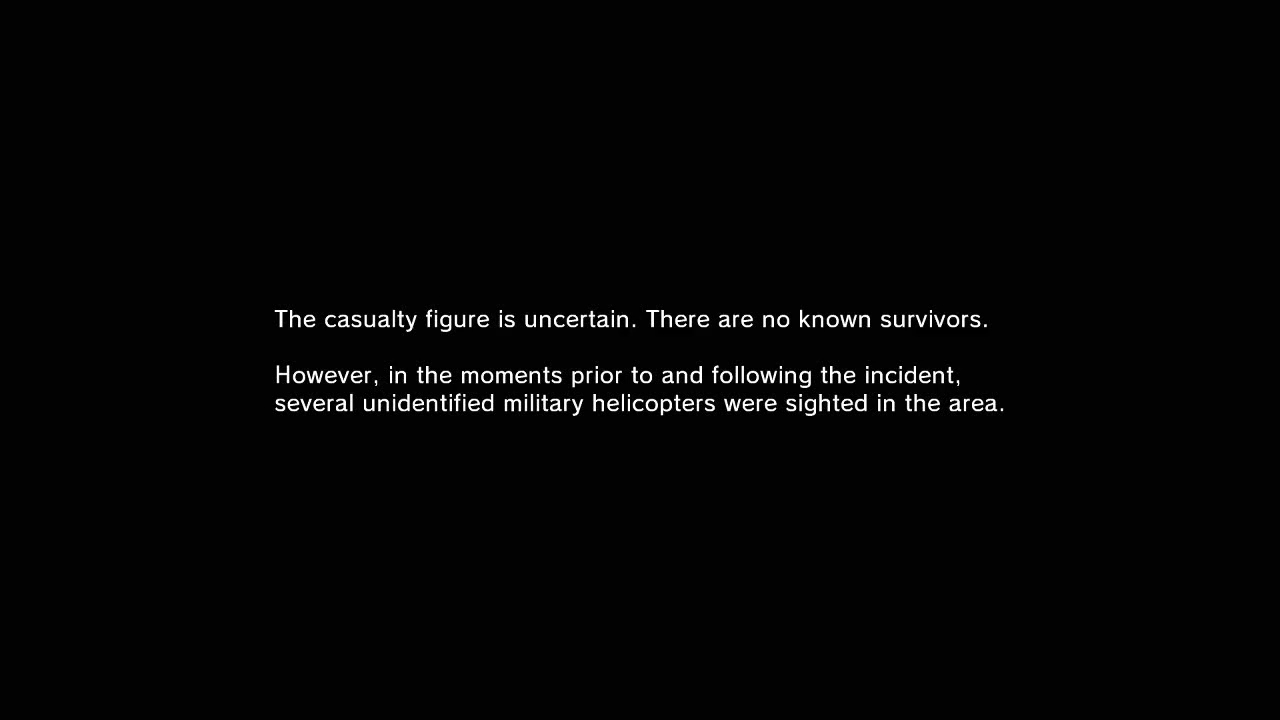 The casualty figure is uncertain. There are no known survivors.
However, in the moments prior to and following the incident,
several unidentified military helicopters were sighted in the area.